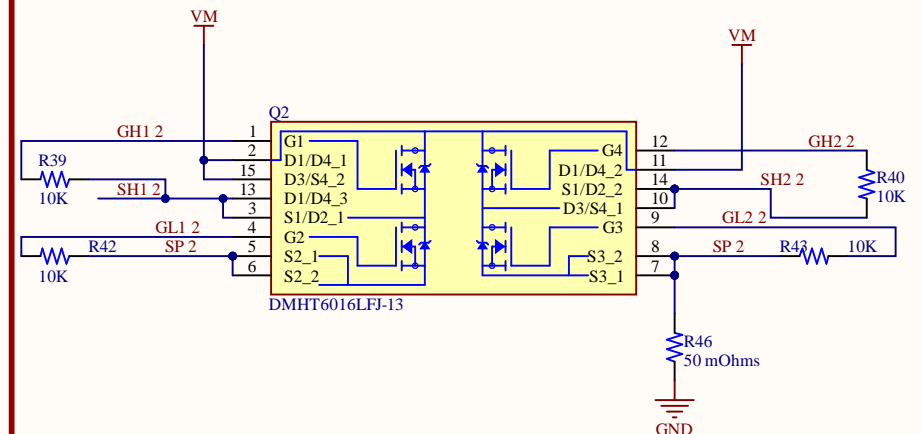 VM
VM
Q2
GH1 2
1
G1
G4
12
GH2 2
2
D1/D4_1
D1/D4_2
11
R39
10K
15
D3/S4_2
S1/D2_2
14
SH2 2
R40
10K
SH1 2
13
D1/D4_3
D3/S4_1
10
3
S1/D2_1
G3
9
GL2 2
GL1 2
4
G2
R42
10K
SP 2
5
S2_1
S3_2
8
SP 2
R43
10K
6
S2_2
S3_1
7
DMHT6016LFJ-13
R46
50 mOhms
GND